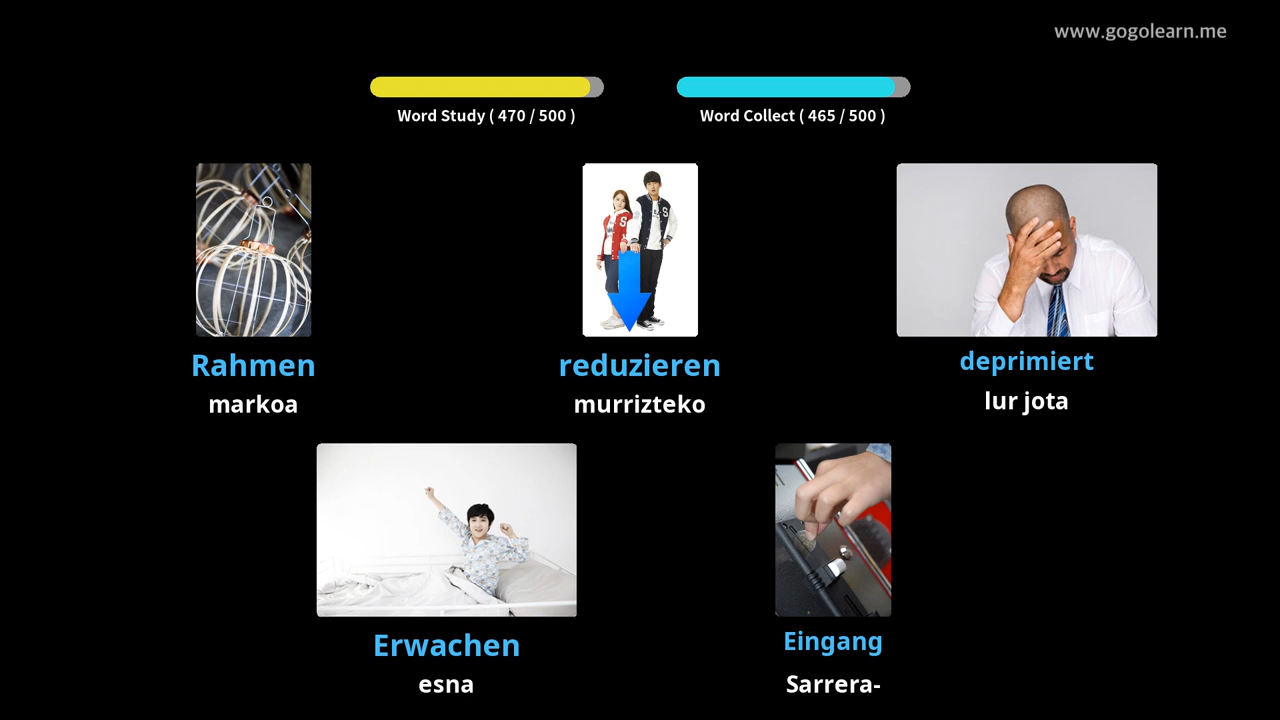 www.gogolearn.me
Word Study ( 470 / 500 )
Word Collect ( 465 / 500 )
Rahmen
markoa
reduzieren
murrizteko
deprimiert
lur jota
Erwachen
esna
Eingang
Sarrera-